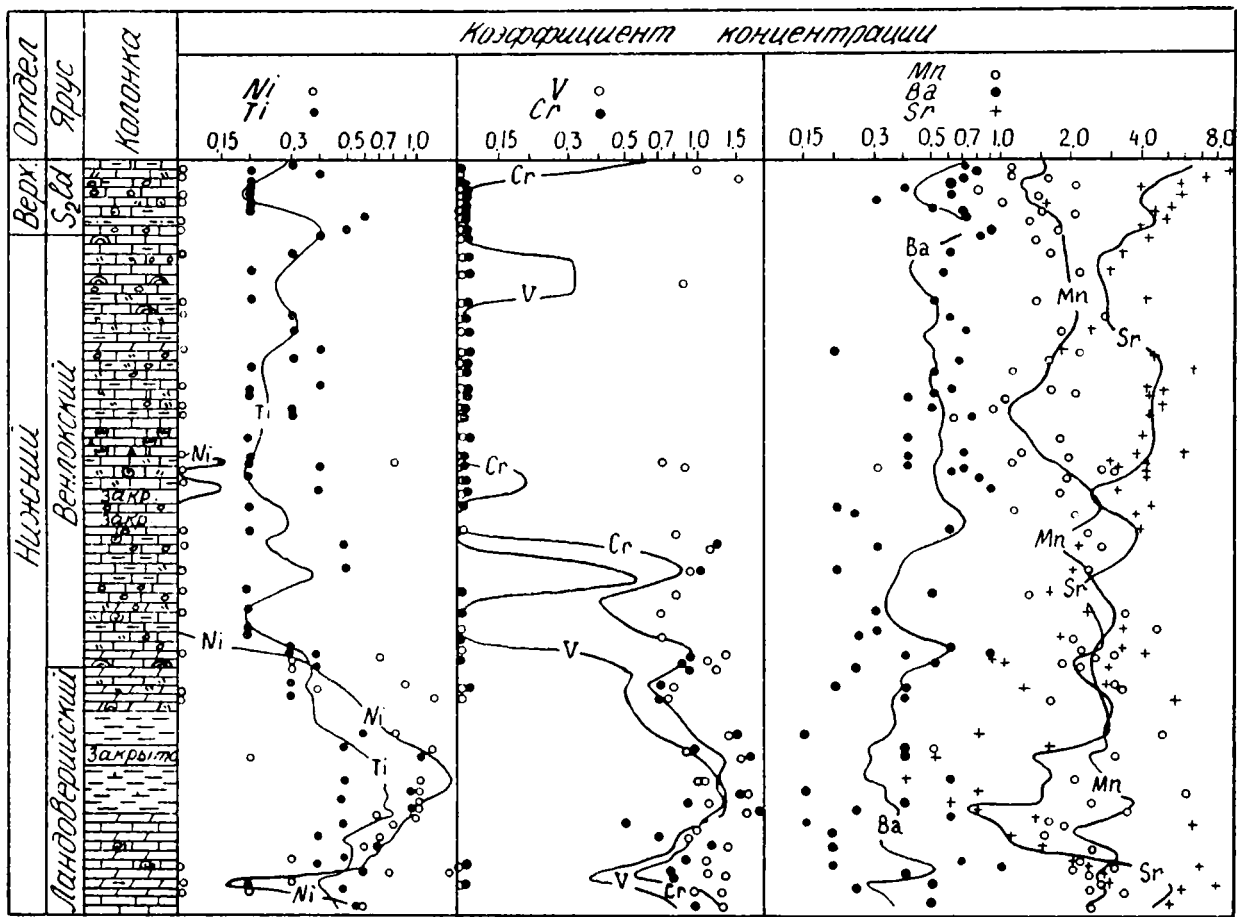 Отдел
Ярус
Колонка
Коэффициент концентрации
Ni ○
Ti ●
0,15 0,3 0,5 0,7 1,0
V ○
Cr ●
0,15 0,3 0,5 0,7 1,0 1,5
Mn ○
Ba ●
Sr +
0,15 0,3 0,5 0,7 1,0 2,0 4,0 8,0
Верх.
S₂ld
Нижний
Венлокский
Ландоверийский
Cr
Ba
V
Mn
Sr
Ti
Ni
Cr
Закр.
Закр
Cr
Mn
Sr
Ni
V
Ni
Закрыто
Ti
Mn
Ba
Sr
V
Cr
Sr
Ni